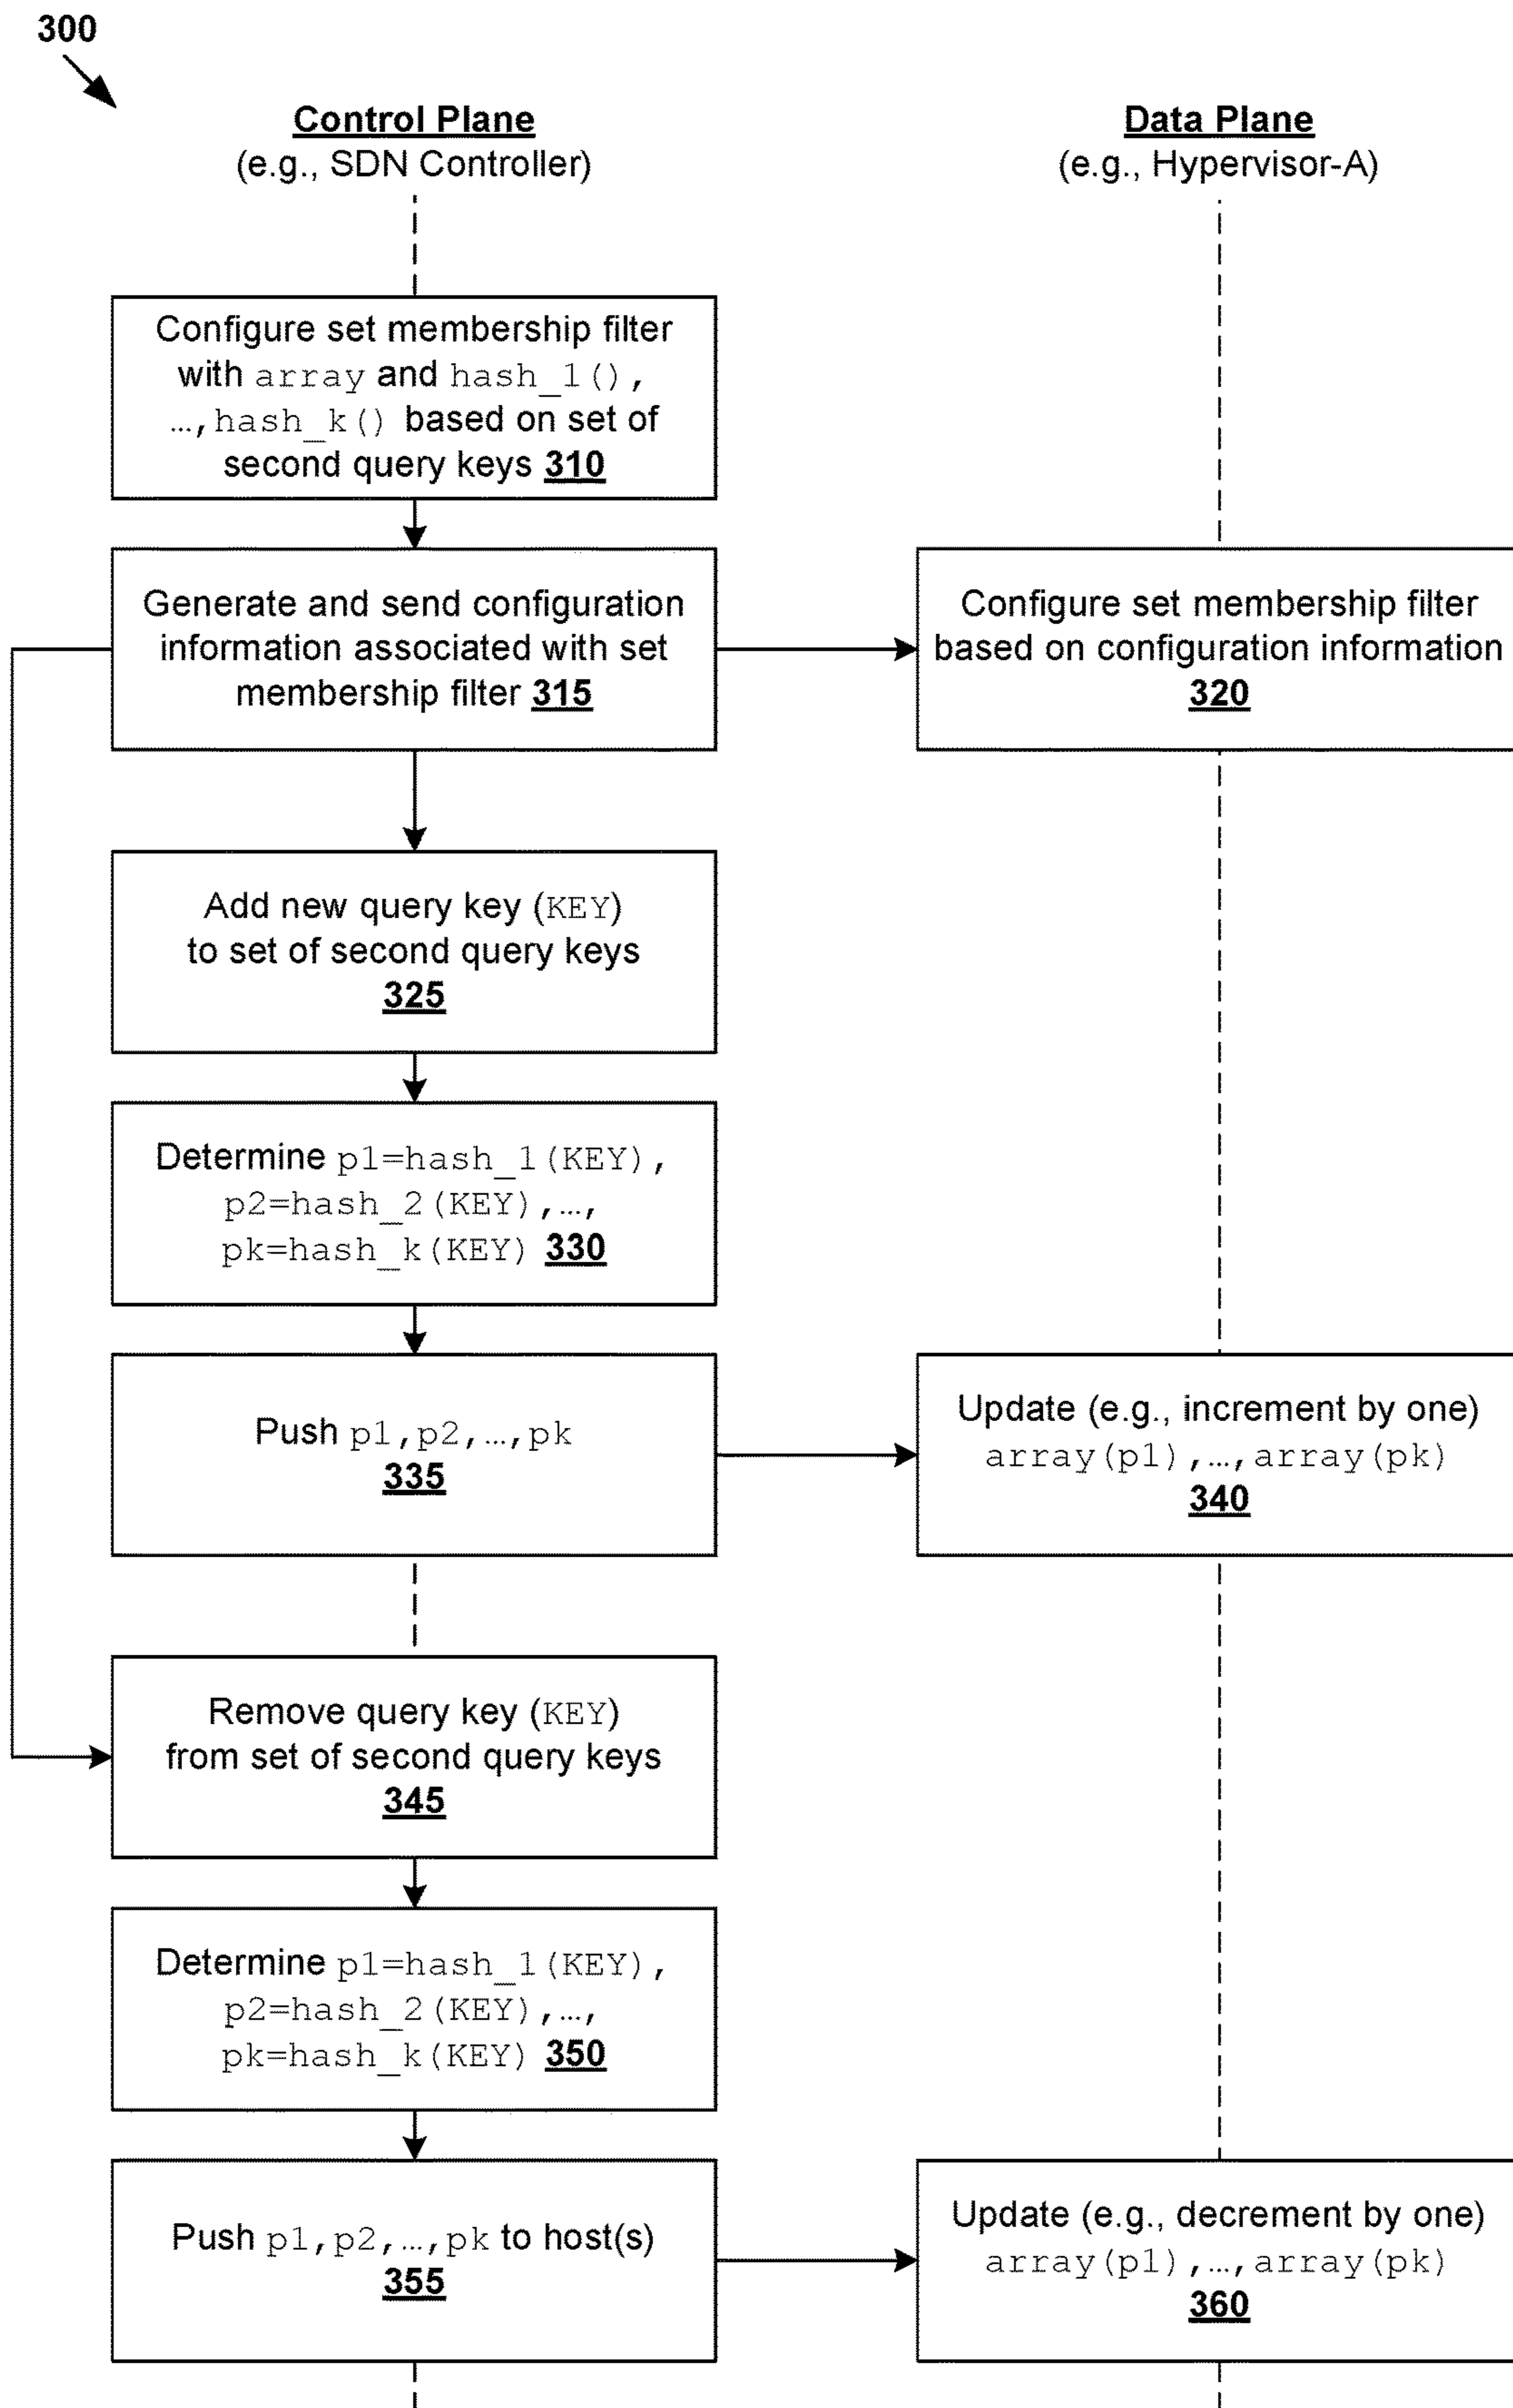 300
Control Plane
(e.g., SDN Controller)
Data Plane
(e.g., Hypervisor-A)
Configure set membership filter
with array and hash_1(),
…,hash_k() based on set of
second query keys 310
Generate and send configuration
information associated with set
membership filter 315
Configure set membership filter
based on configuration information
320
Add new query key (KEY)
to set of second query keys
325
Determine p1=hash_1(KEY),
p2=hash_2(KEY),…,
pk=hash_k(KEY) 330
Push p1,p2,…,pk
335
Update (e.g., increment by one)
array(p1),…,array(pk)
340
Remove query key (KEY)
from set of second query keys
345
Determine p1=hash_1(KEY),
p2=hash_2(KEY),…,
pk=hash_k(KEY) 350
Push p1,p2,…,pk to host(s)
355
Update (e.g., decrement by one)
array(p1),…,array(pk)
360